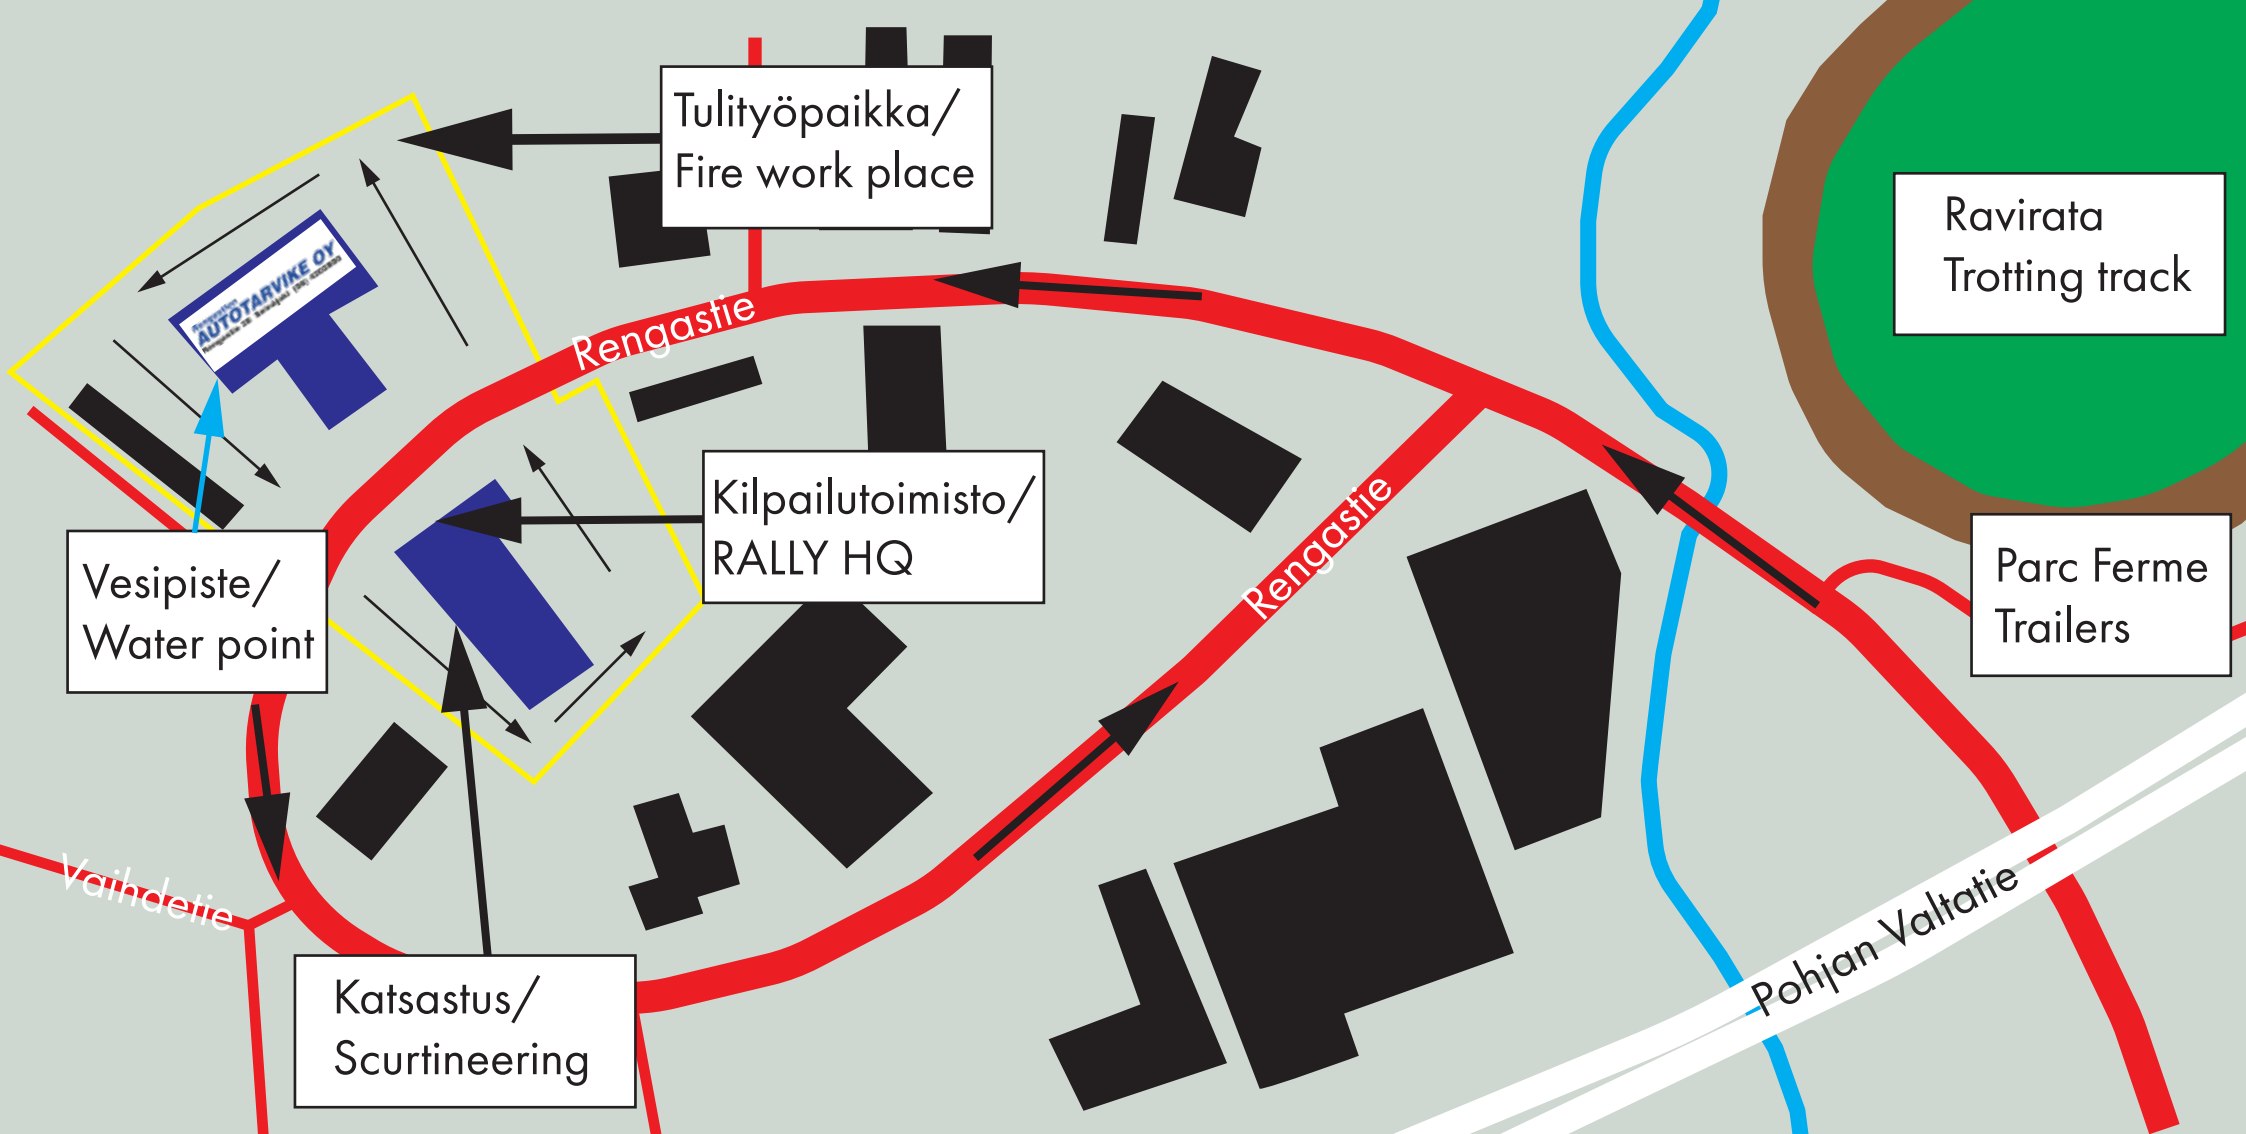 Tulityöpaikka/
Fire work place
Ravirata
Trotting track
Rengastien
AUTOTARVIKE OY
Rengastie
Kilpailutoimisto/
RALLY HQ
Rengastie
Vesipiste/
Water point
Parc Ferme
Trailers
Vaihdetie
Pohjan Valtatie
Katsastus/
Scurtineering